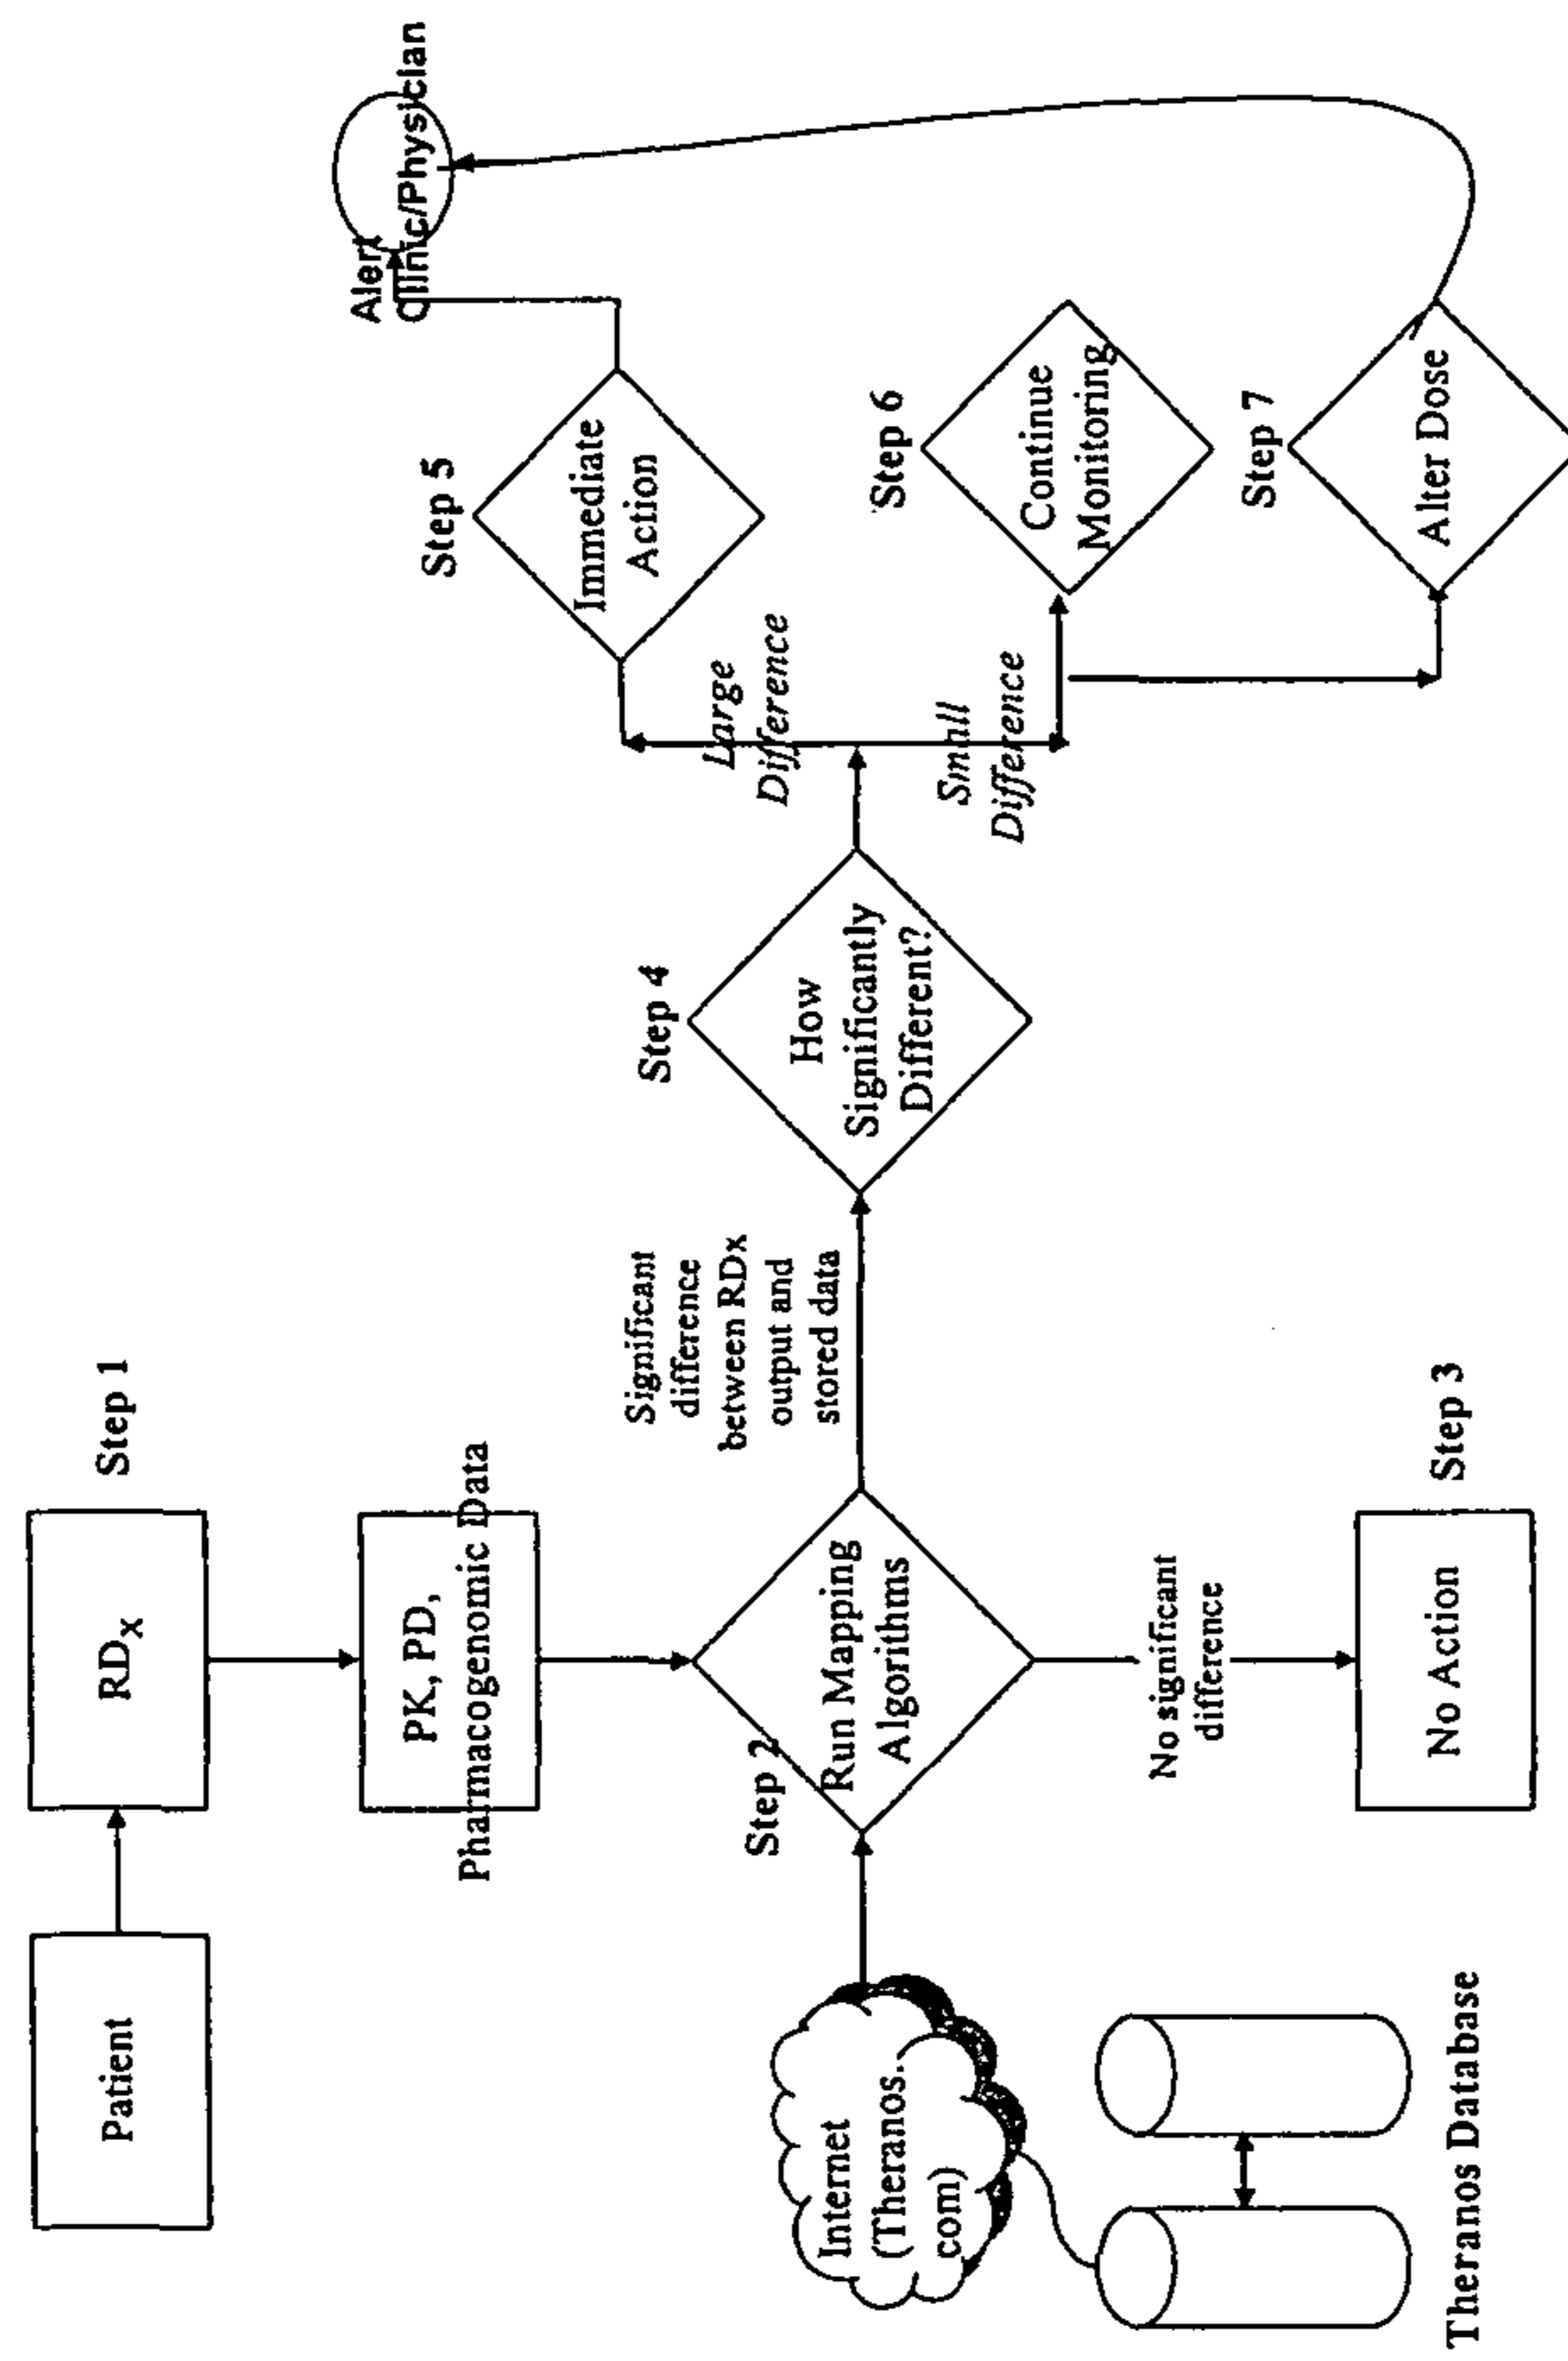 Patient
RDx
Step 1
PK, PD,
Pharmacogenomic Data
Internet
(Theranos.
com)
Theranos Database
Step 2
Run Mapping
Algorithms
No significant
difference
No Action
Step 3
Significant
difference
between RDx
output and
stored data
Step 4
How
Significantly
Different?
Large
Difference
Small
Difference
Step 5
Immediate
Action
Alert
Clinic/Physician
Step 6
Continue
Monitoring
Step 7
Alter Dose